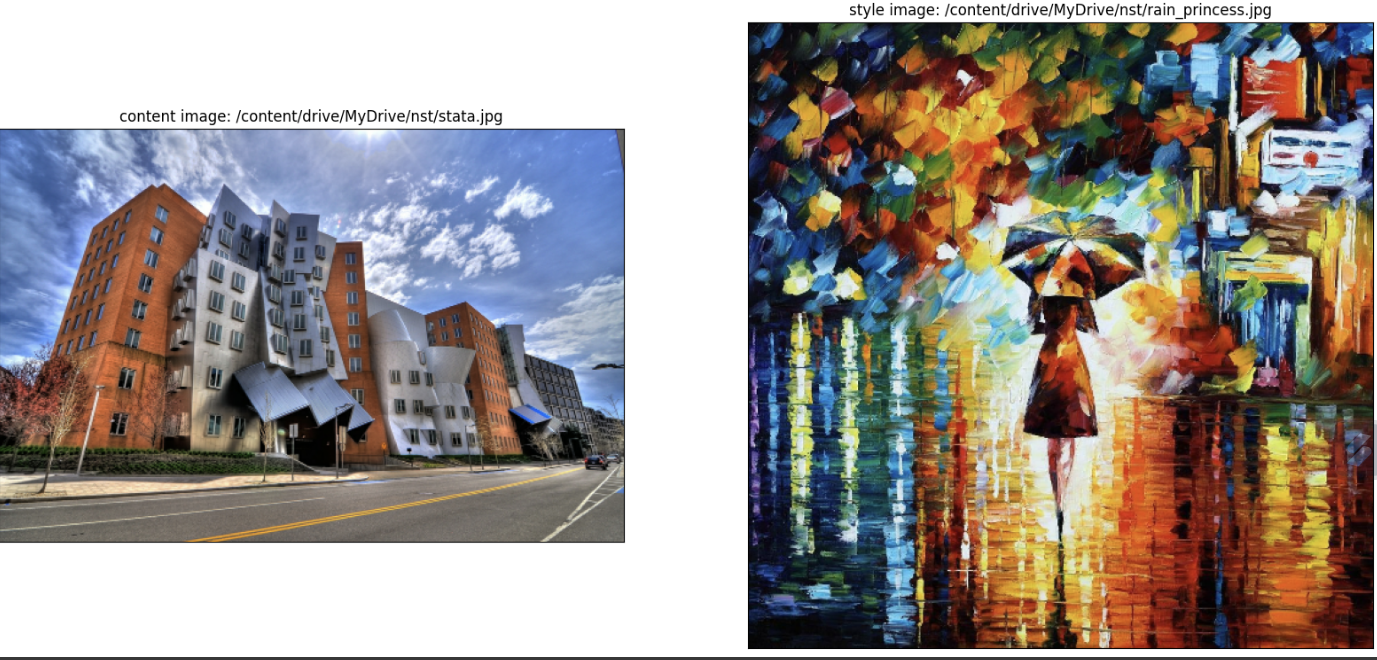 style image: /content/drive/MyDrive/nst/rain_princess.jpg
content image: /content/drive/MyDrive/nst/stata.jpg